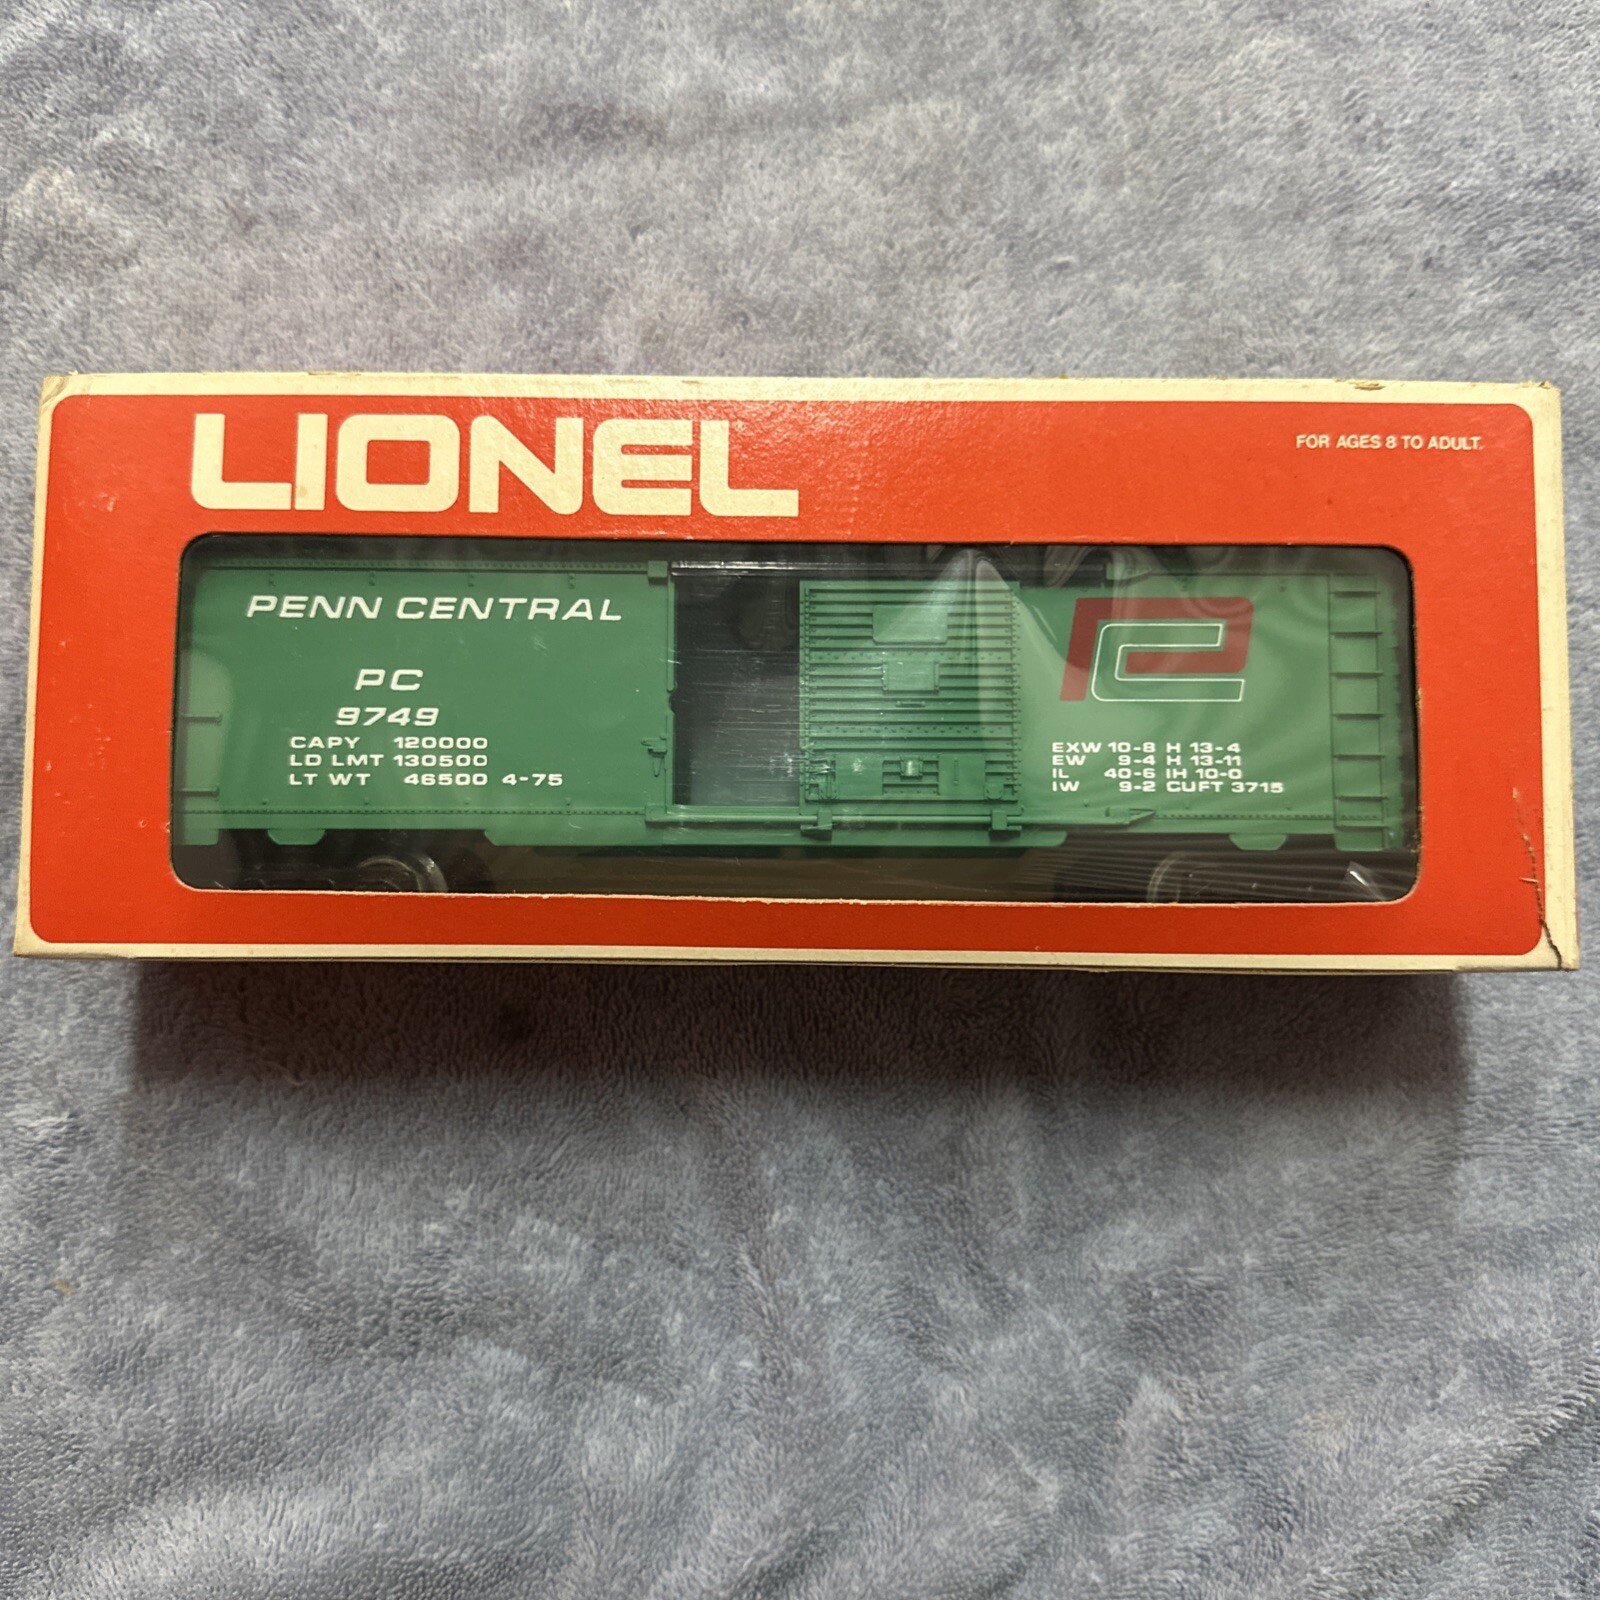 LIONEL
FOR AGES 8 TO ADULT.
PENN CENTRAL
PC
9749
CAPY 120000
LD LMT 130500
LT WT 46500 4-75
PC
EXW 10-8 H 13-4
EW 9-4 H 13-11
IL 40-6 IH 10-0
IW 9-2 CUFT 3715